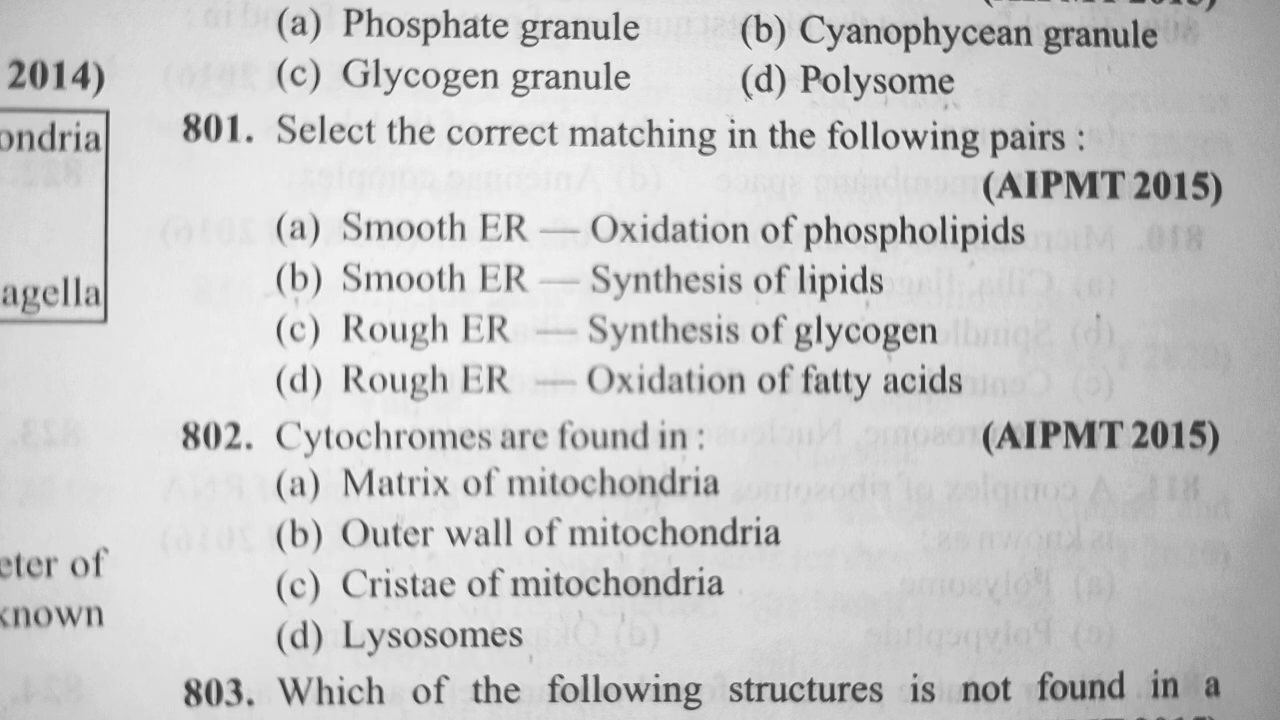 (a) Phosphate granule (b) Cyanophycean granule
2014)
(c) Glycogen granule (d) Polysome
ondria
agella
eter of
known
801. Select the correct matching in the following pairs :
(AIPMT 2015)
(a) Smooth ER — Oxidation of phospholipids
(b) Smooth ER — Synthesis of lipids
(c) Rough ER — Synthesis of glycogen
(d) Rough ER — Oxidation of fatty acids
802. Cytochromes are found in : (AIPMT 2015)
(a) Matrix of mitochondria
(b) Outer wall of mitochondria
(c) Cristae of mitochondria
(d) Lysosomes
803. Which of the following structures is not found in a